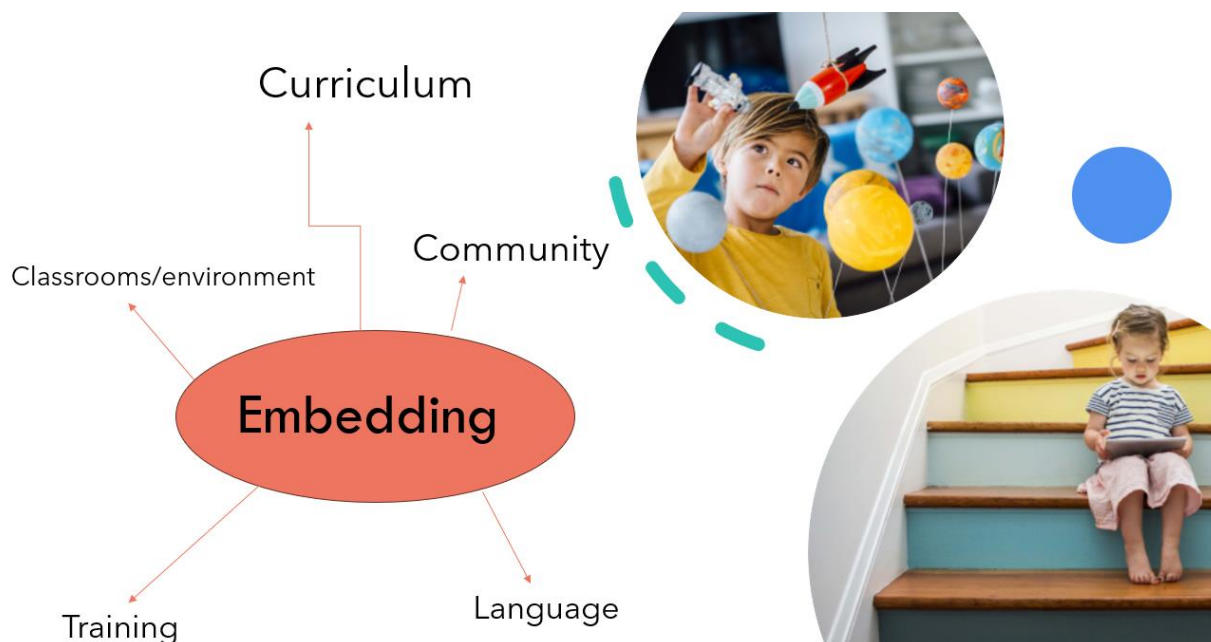 Curriculum
Community
Classrooms/environment
Embedding
Language
Training